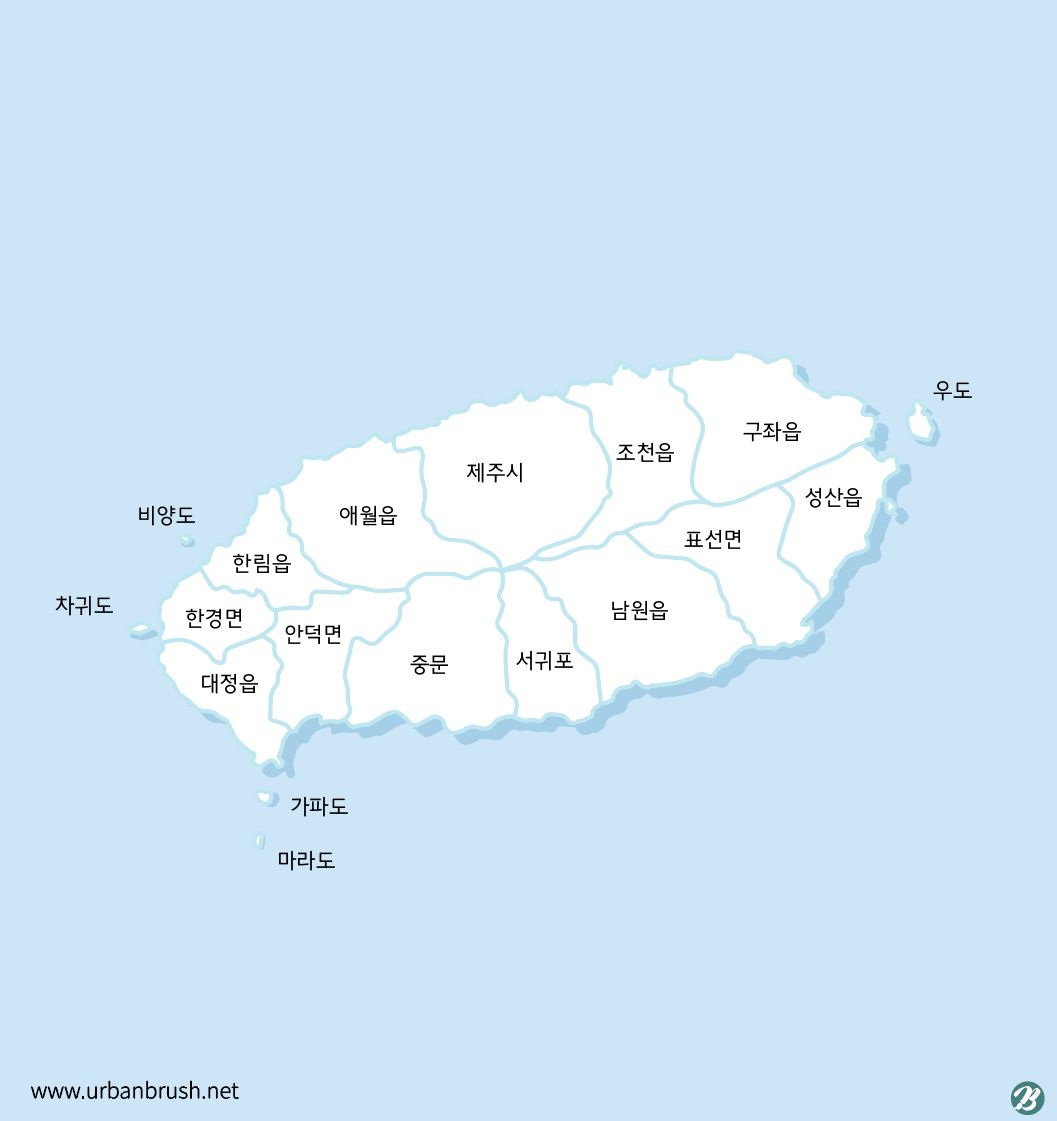 우도
구좌읍
조천읍
제주시
성산읍
애월읍
비양도
표선면
한림읍
차귀도
남원읍
한경면
안덕면
서귀포
중문
대정읍
가파도
마라도
www.urbanbrush.net
B